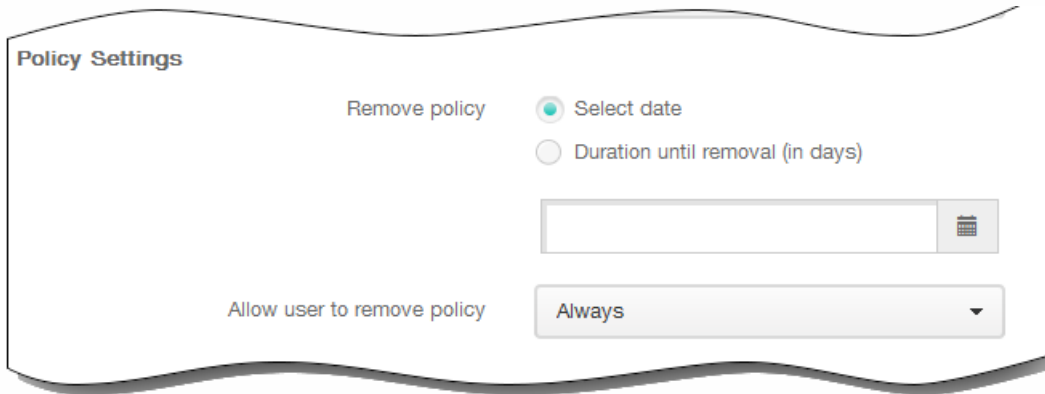 Policy Settings
Remove policy
Select date
Duration until removal (in days)
Allow user to remove policy
Always